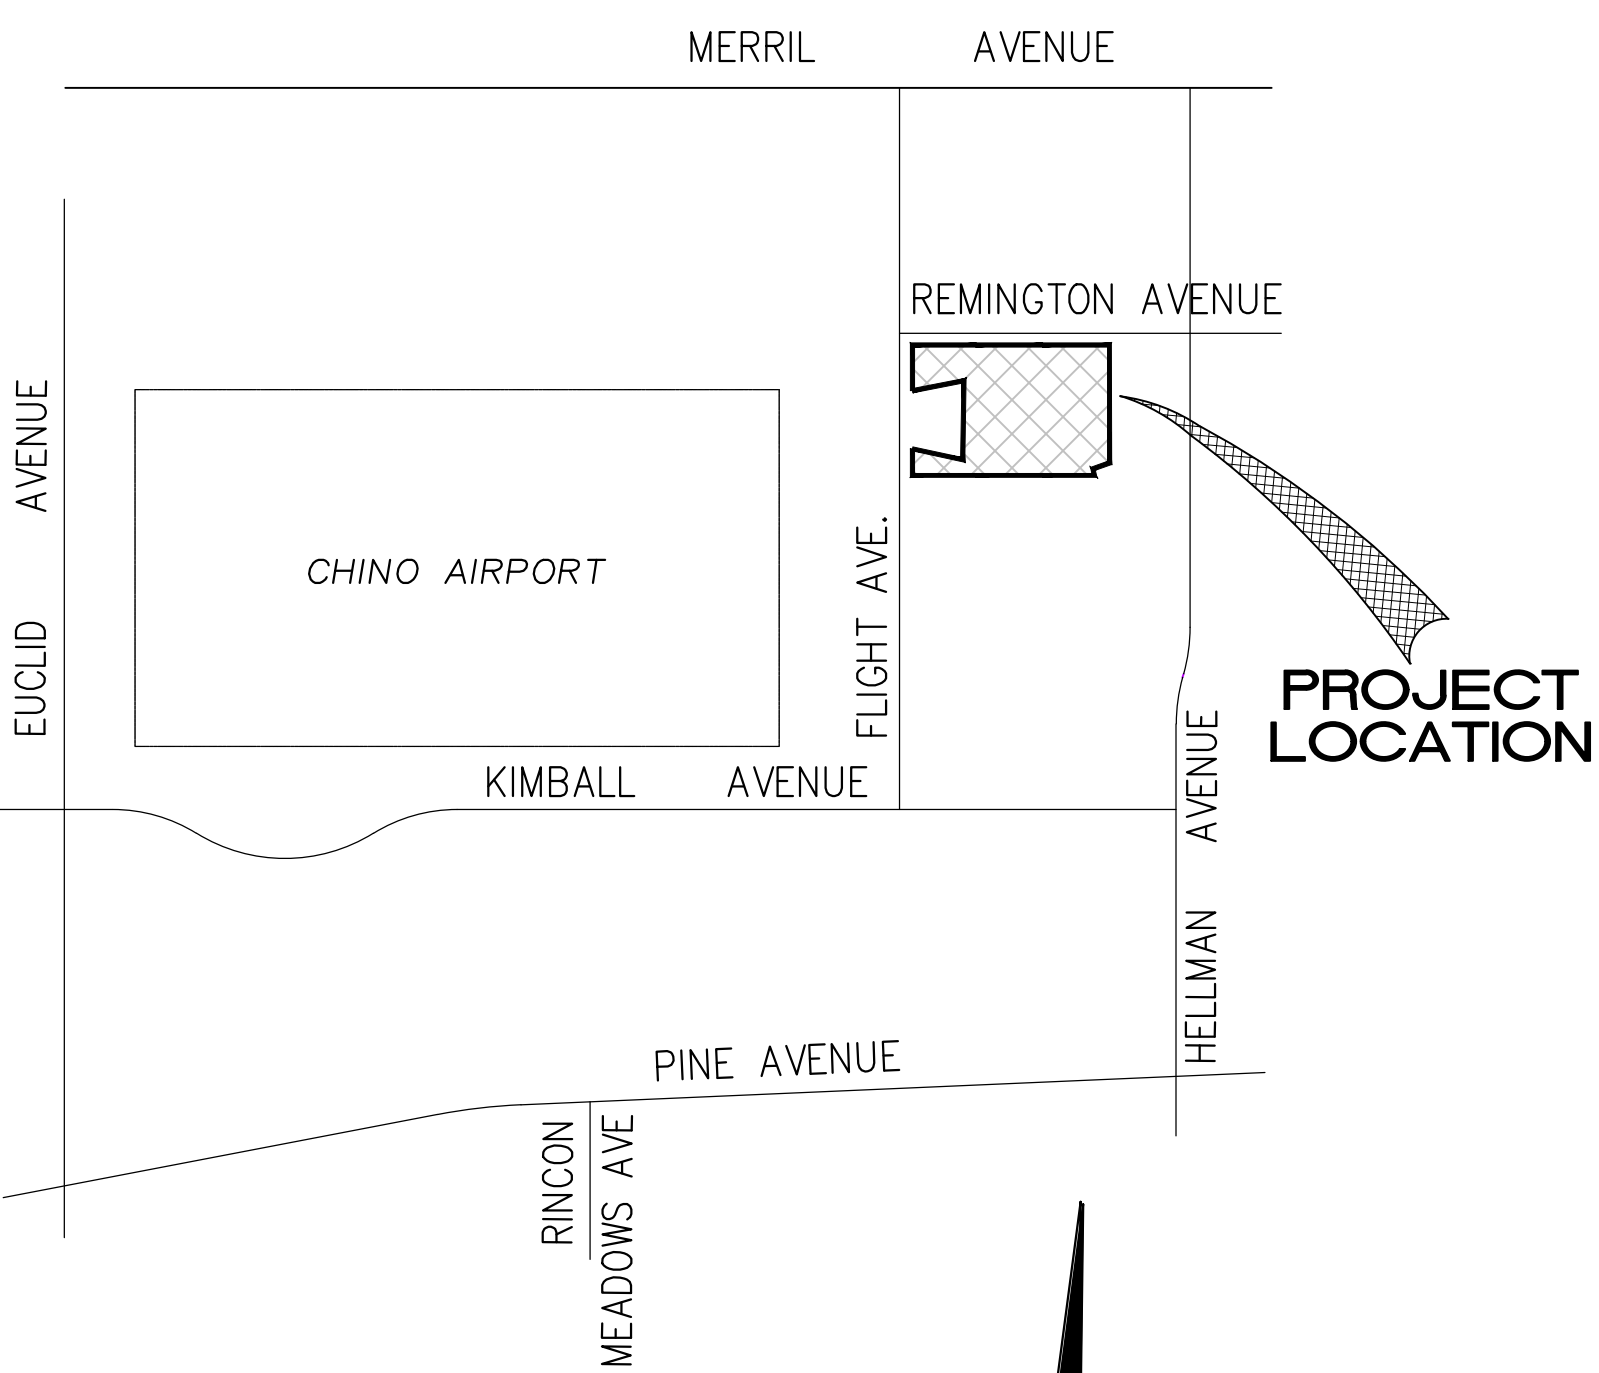 MERRIL AVENUE
REMINGTON AVENUE
EUCLID AVENUE
CHINO AIRPORT
FLIGHT AVE.
PROJECT
LOCATION
KIMBALL AVENUE
HELLMAN AVENUE
PINE AVENUE
RINCON
MEADOWS AVE